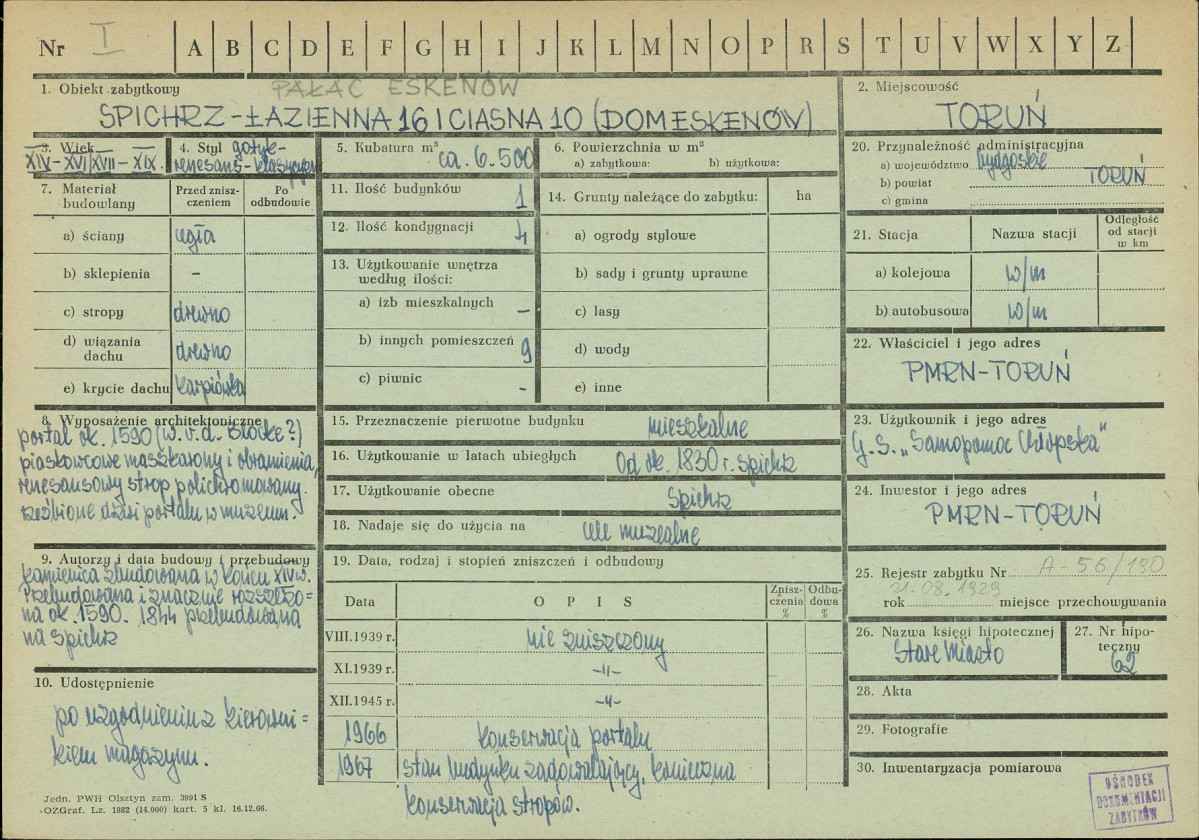 Nr I A B C D E F G H I J K L M N O P R S T U V W X Y Z
1. Obiekt zabytkowy PAŁAC ESKENÓW
SPICHRZ-ŁAZIENNA 16 I CIASNA 10 (DOM ESKENÓW)
2. Miejscowość
TORUŃ
3. Wiek
XIV-XVI XVII-XIX
4. Styl gotyk-
renesans-klasycyzm
5. Kubatura m³ ca. 6.500
6. Powierzchnia w m²
a) zabytkowa: b) użytkowa:
7. Materiał budowlany
Przed zniszczeniem
Po odbudowie
a) ściany cegła
b) sklepienia -
c) stropy drewno
d) wiązania dachu drewno
e) krycie dachu karpiówka
8. Wyposażenie architektoniczne
portal ok. 1590 (W. v. d. Blocke?)
piaskowcowe maszkarony i obramienia,
renesansowy strop polichromowany.
rzeźbione drzwi portalu w muzeum.
9. Autorzy i data budowy i przebudowy
kamienica zbudowana w końcu XIV w.
Przebudowana i znacznie rozszerzo=
na ok. 1590. 1844 przebudowana
na spichrz
10. Udostępnienie
po uzgodnieniu z kierowni=
kiem magazynu.
11. Ilość budynków 1
12. Ilość kondygnacji 4
13. Użytkowanie wnętrza
według ilości:
a) izb mieszkalnych -
b) innych pomieszczeń 9
c) piwnic -
14. Grunty należące do zabytku: ha
a) ogrody stylowe
b) sady i grunty uprawne
c) lasy
d) wody
e) inne
15. Przeznaczenie pierwotne budynku mieszkalne
16. Użytkowanie w latach ubiegłych Od ok. 1830 r. spichrz
17. Użytkowanie obecne Spichrz
18. Nadaje się do użycia na cele muzealne
19. Data, rodzaj i stopień zniszczeń i odbudowy
Data OPIS Zniszczenia % Odbudowa %
VIII.1939 r. nie zniszczony
XI.1939 r. -"-
XII.1945 r. -"-
1966 konserwacja portalu
1967 stan budynku zadowalający, konieczna
konserwacja stropów.
20. Przynależność administracyjna
a) województwo bydgoskie
b) powiat TORUŃ
c) gmina
21. Stacja Nazwa stacji Odległość od stacji w km
a) kolejowa w/m
b) autobusowa w/m
22. Właściciel i jego adres
PMRN-TORUŃ
23. Użytkownik i jego adres
G.S. „Samopomoc Chłopska"
24. Inwestor i jego adres
PMRN-TORUŃ
25. Rejestr zabytku Nr A-56/190
21.08.1929
rok miejsce przechowywania
26. Nazwa księgi hipotecznej
Stare Miasto
27. Nr hipo-
teczny
62
28. Akta
29. Fotografie
30. Inwentaryzacja pomiarowa
OŚRODEK
DOKUMENTACJI
ZABYTKÓW
Jedn. PWH Olsztyn zam. 3991 S
OZGraf. Lz. 1882 (14.000) kart. 5 kl. 16.12.66.